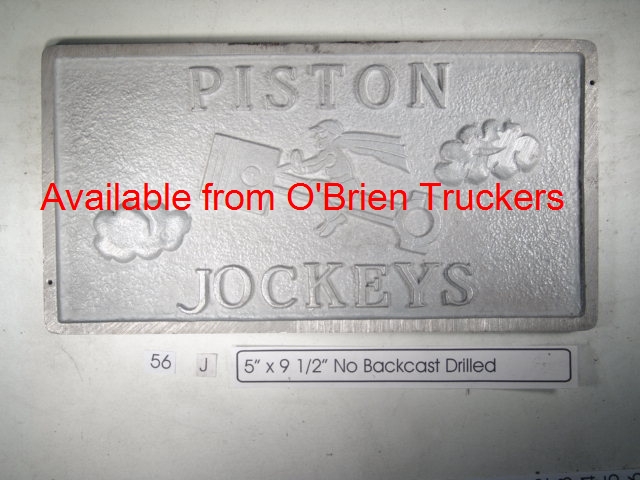 PISTON
Available from O'Brien Truckers
JOCKEYS
56 J 5" x 9 1/2" No Backcast Drilled